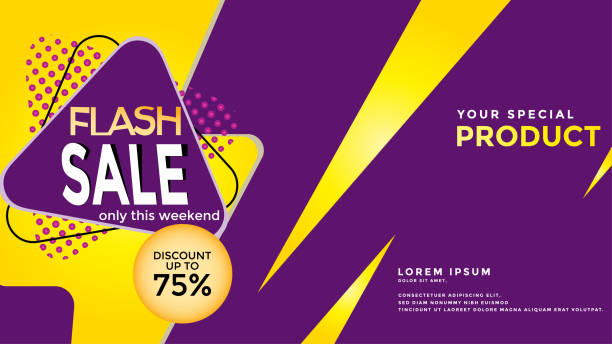 FLASH
SALE
only this weekend
DISCOUNT
UP TO
75%
YOUR SPECIAL
PRODUCT
LOREM IPSUM
DOLOR SIT AMET,
CONSECTETUER ADIPISCING ELIT,
SED DIAM NONUMMY NIBH EUISMOD
TINCIDUNT UT LAOREET DOLORE MAGNA ALIQUAM ERAT VOLUTPAT.